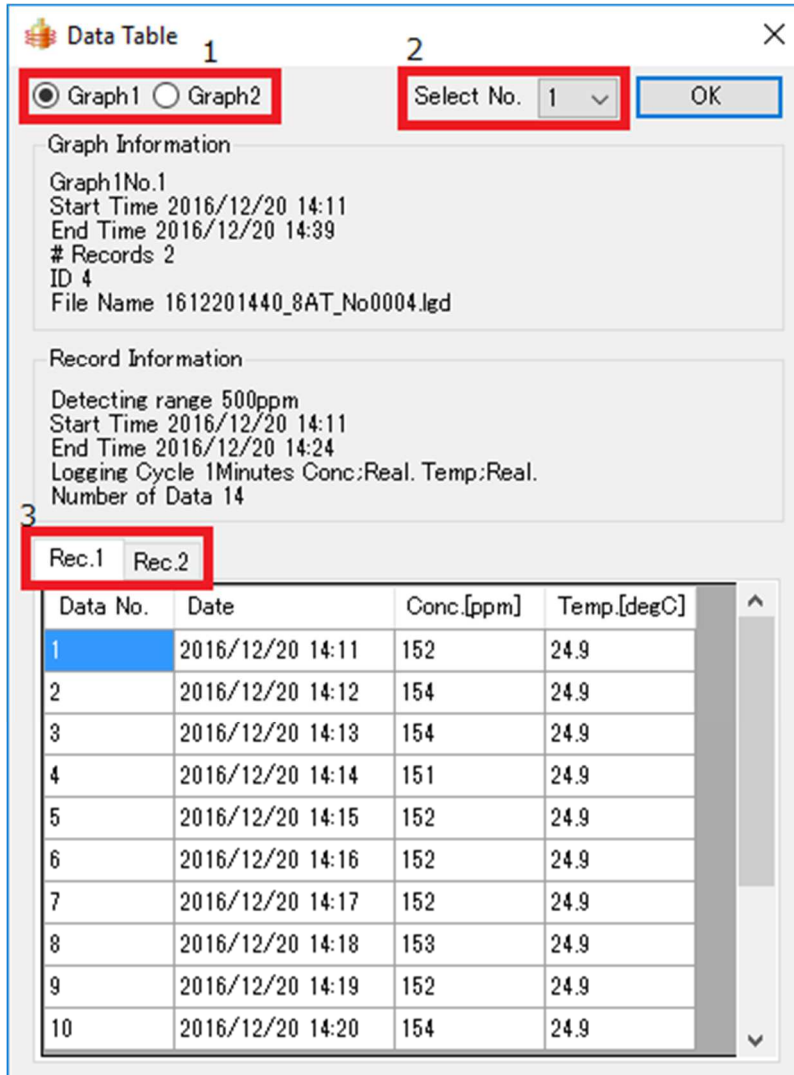 Data Table
1
2
Graph1 Graph2
Select No. 1
OK
Graph Information
Graph1No.1
Start Time 2016/12/20 14:11
End Time 2016/12/20 14:39
# Records 2
ID 4
File Name 1612201440_8AT_No0004.lgd
Record Information
Detecting range 500ppm
Start Time 2016/12/20 14:11
End Time 2016/12/20 14:24
Logging Cycle 1Minutes Conc;Real. Temp;Real.
Number of Data 14
3
Rec.1 Rec.2
Data No. Date Conc.[ppm] Temp.[degC]
1 2016/12/20 14:11 152 24.9
2 2016/12/20 14:12 154 24.9
3 2016/12/20 14:13 154 24.9
4 2016/12/20 14:14 151 24.9
5 2016/12/20 14:15 152 24.9
6 2016/12/20 14:16 152 24.9
7 2016/12/20 14:17 152 24.9
8 2016/12/20 14:18 153 24.9
9 2016/12/20 14:19 152 24.9
10 2016/12/20 14:20 154 24.9